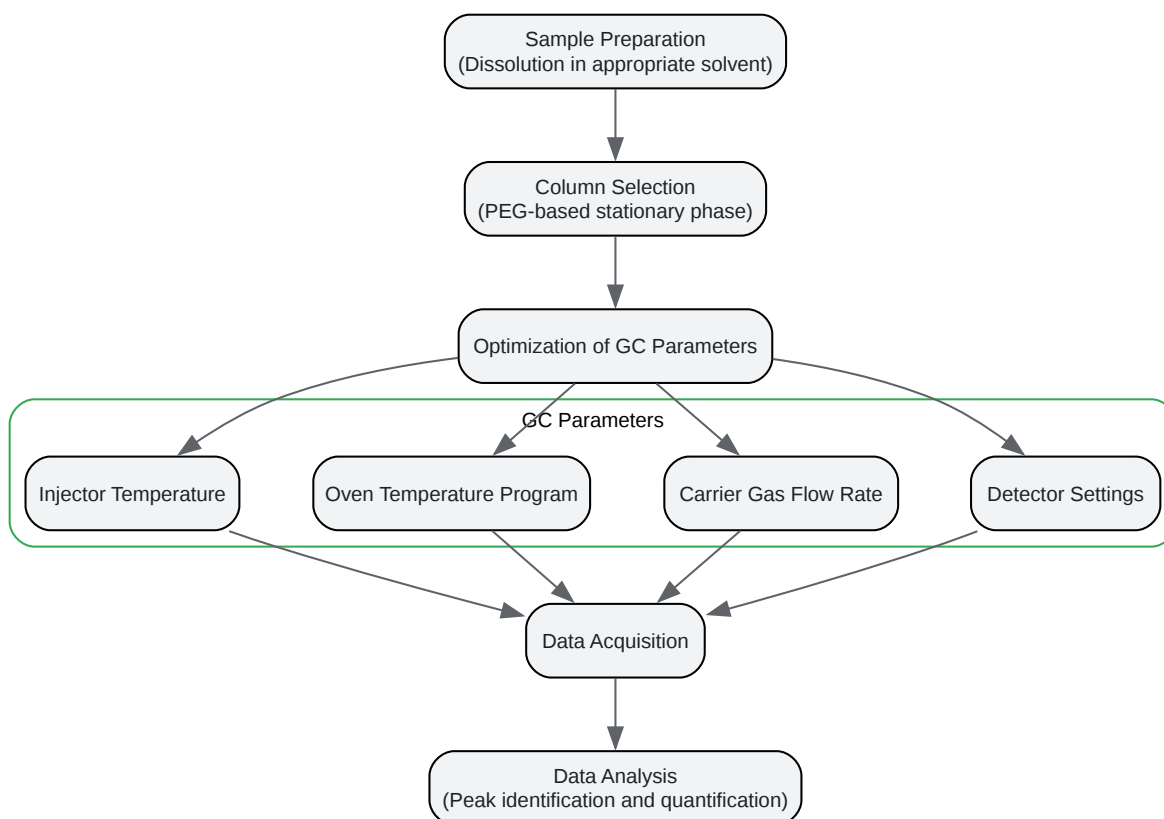 Sample Preparation
(Dissolution in appropriate solvent)
Column Selection
(PEG-based stationary phase)
Optimization of GC Parameters
GC Parameters
Injector Temperature
Oven Temperature Program
Carrier Gas Flow Rate
Detector Settings
Data Acquisition
Data Analysis
(Peak identification and quantification)